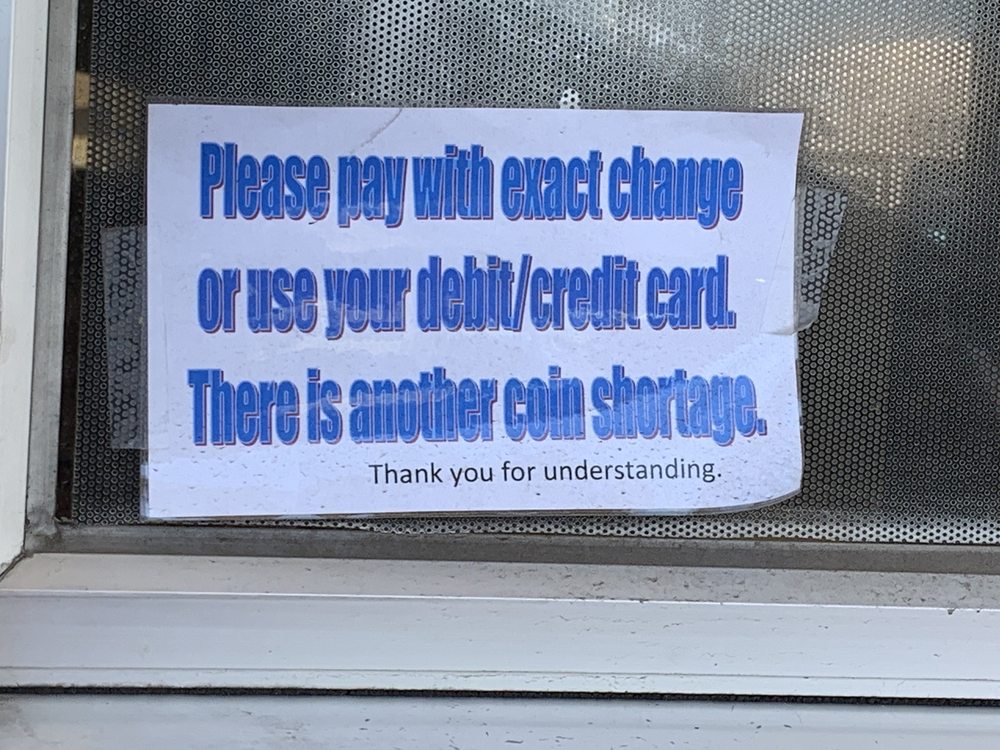 Please pay with exact change
or use your debit/credit card.
There is another coin shortage.
Thank you for understanding.